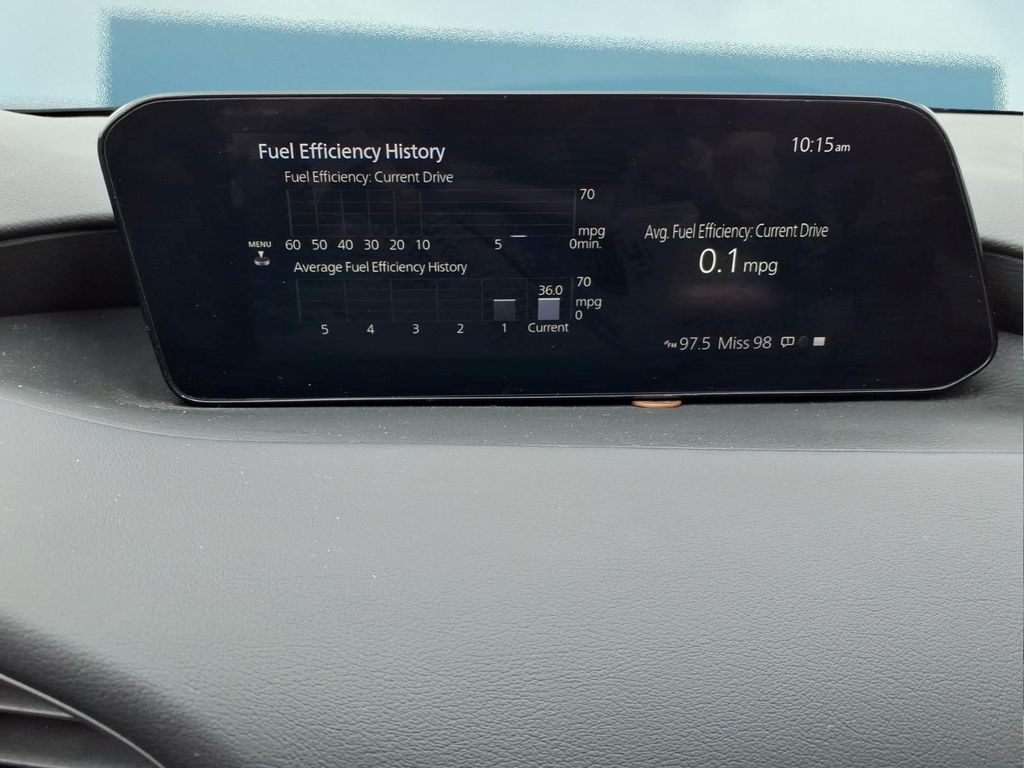 Fuel Efficiency History
10:15am
Fuel Efficiency: Current Drive
70
mpg
MENU
60 50 40 30 20 10 5 0min.
Avg. Fuel Efficiency: Current Drive
0.1 mpg
Average Fuel Efficiency History
70
36.0
mpg
0
5 4 3 2 1 Current
FM 97.5 Miss 98